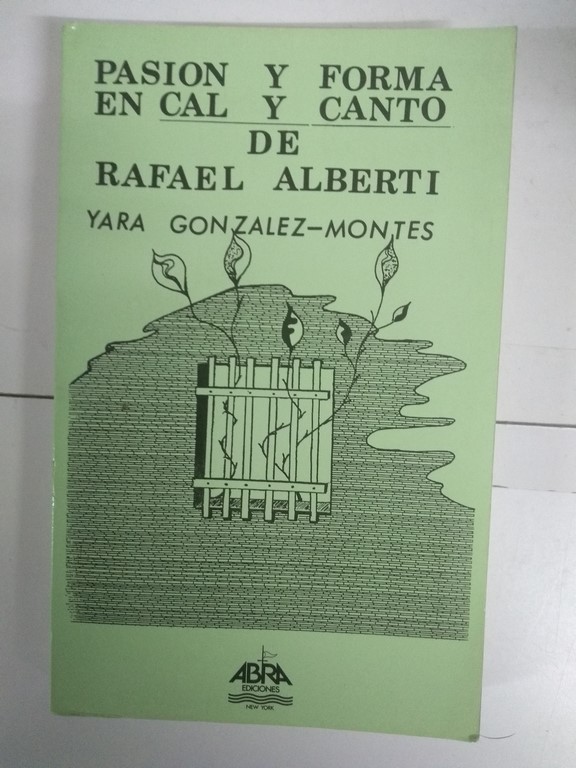 PASION Y FORMA
EN CAL Y CANTO
DE
RAFAEL ALBERTI
YARA GONZALEZ-MONTES
ABRA
EDICIONES
NEW YORK